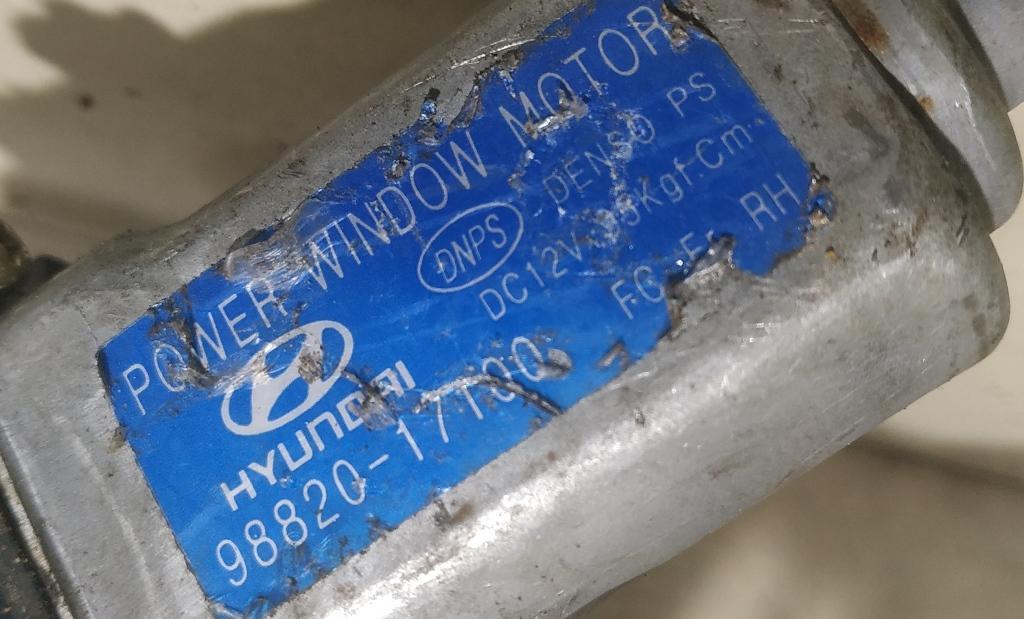 POWER WINDOW MOTOR
DNPS
DENSO PS
DC12V
Kgf.Cm
HYUNDAI
98820-17100
RH